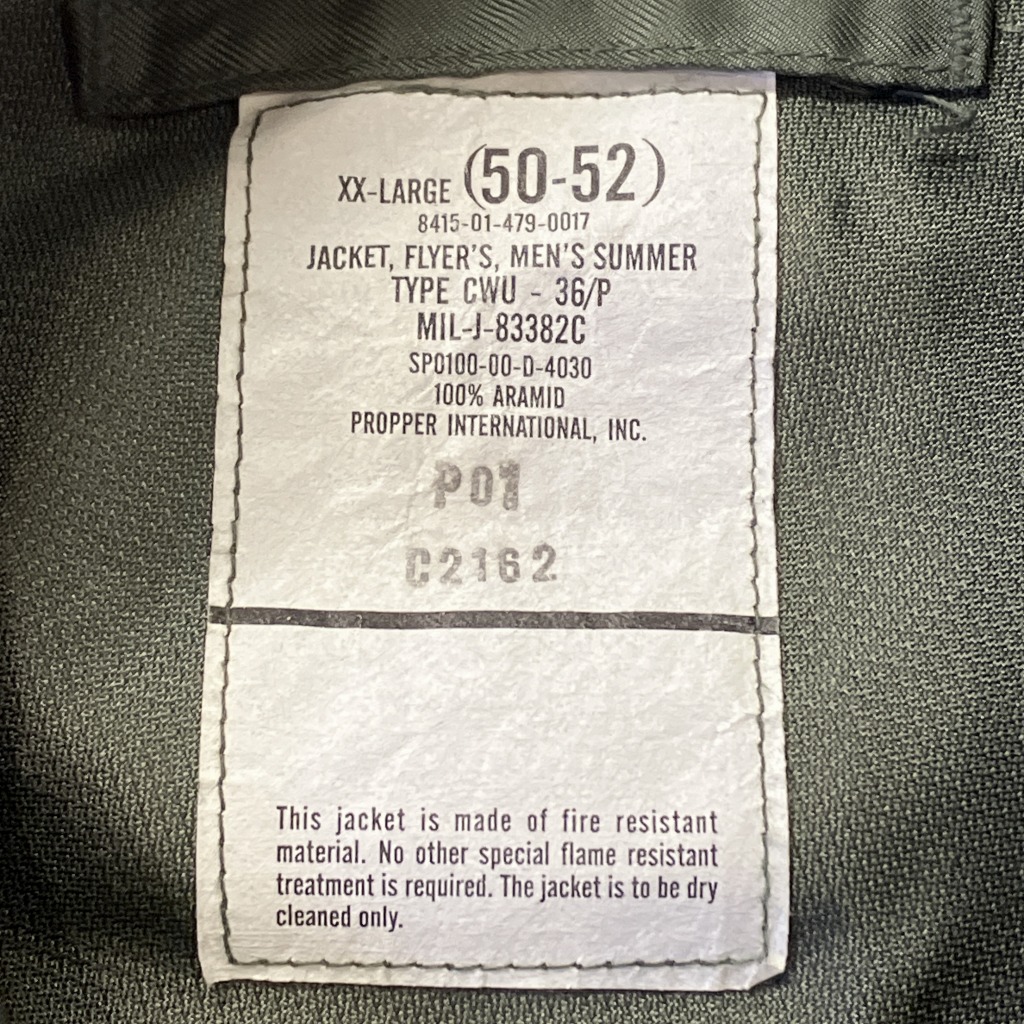 XX-LARGE (50-52)
8415-01-479-0017
JACKET, FLYER'S, MEN'S SUMMER
TYPE CWU - 36/P
MIL-J-83382C
SP0100-00-D-4030
100% ARAMID
PROPPER INTERNATIONAL, INC.
P01
C2162
This jacket is made of fire resistant
material. No other special flame resistant
treatment is required. The jacket is to be dry
cleaned only.